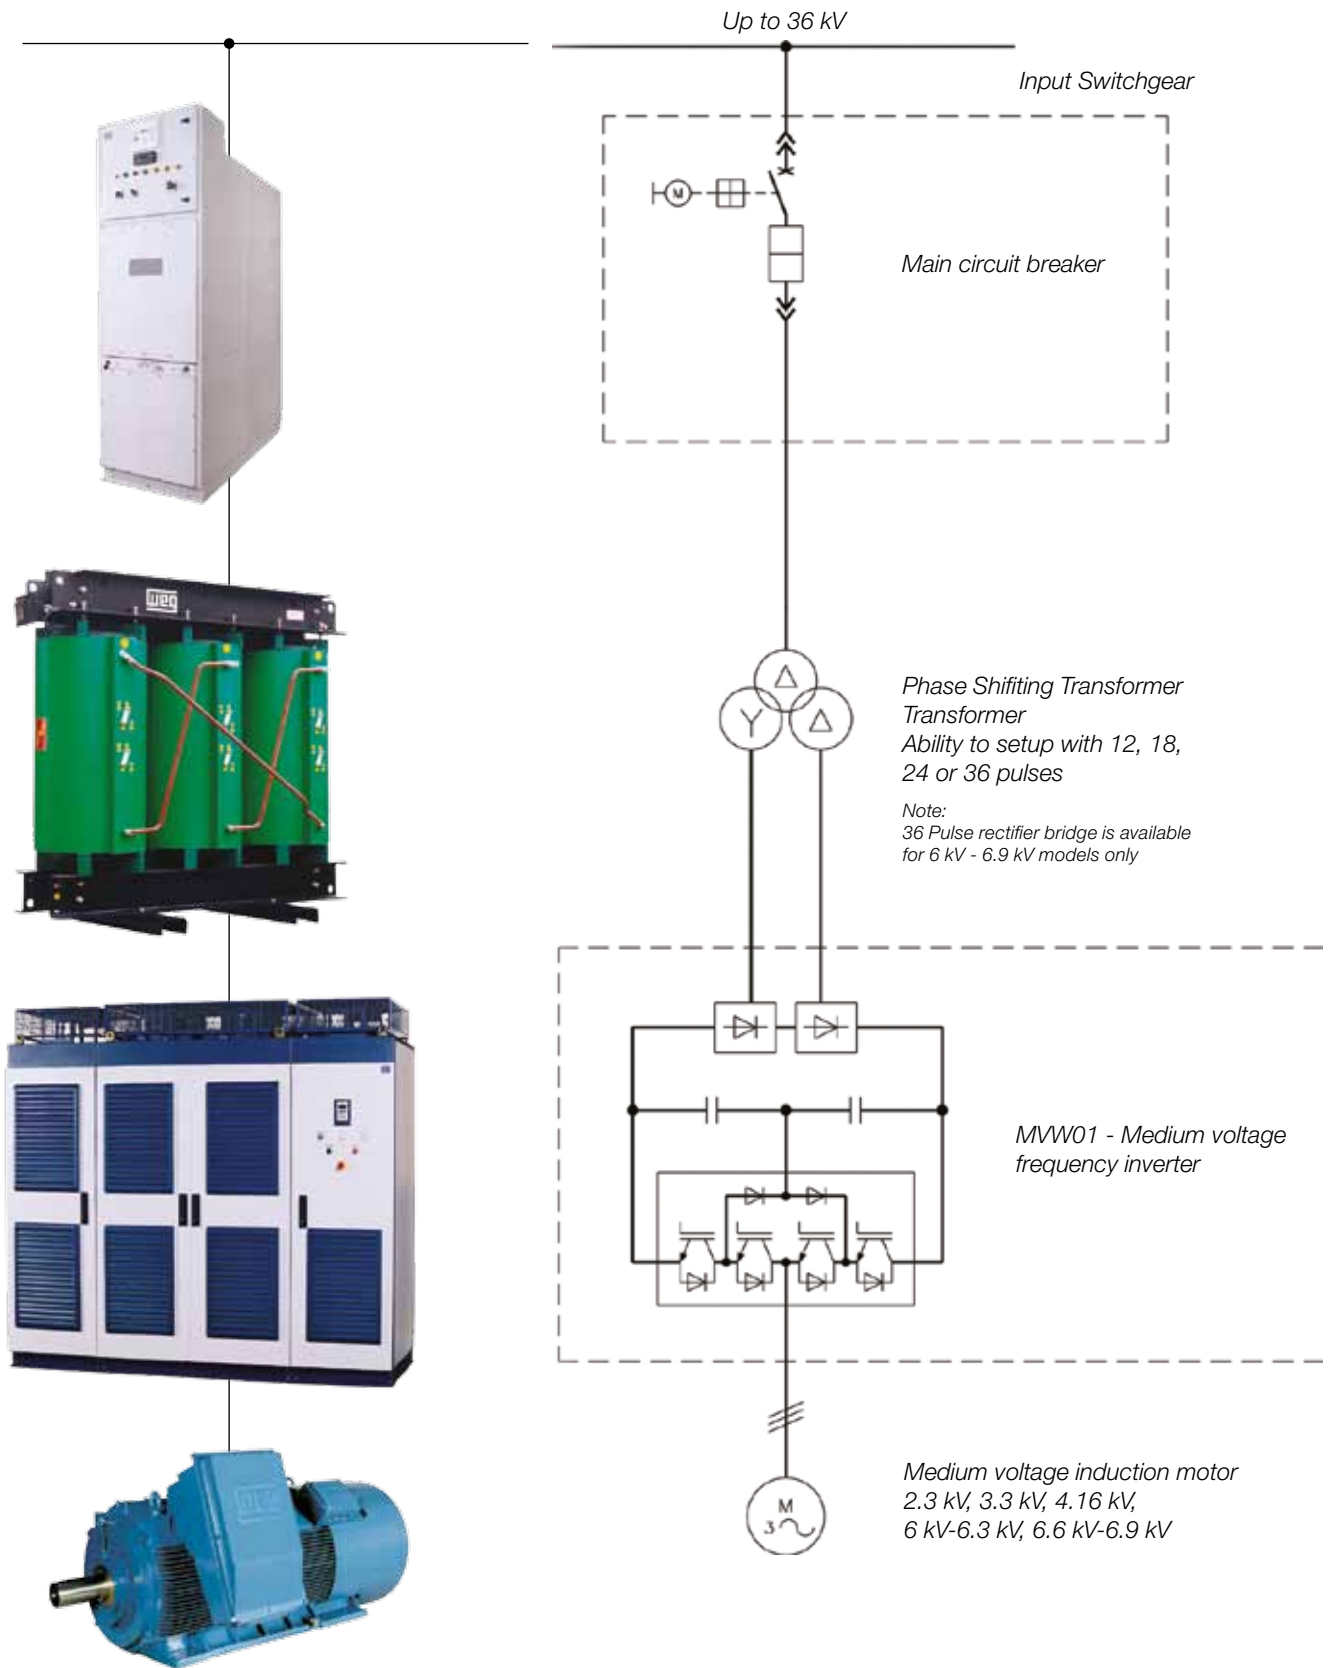 Up to 36 kV
Input Switchgear
M
Main circuit breaker
weg
Phase Shifiting Transformer
Transformer
Ability to setup with 12, 18,
24 or 36 pulses
Note:
36 Pulse rectifier bridge is available
for 6 kV - 6.9 kV models only
Y
MVW01 - Medium voltage
frequency inverter
Medium voltage induction motor
2.3 kV, 3.3 kV, 4.16 kV,
6 kV-6.3 kV, 6.6 kV-6.9 kV
M
3
weg